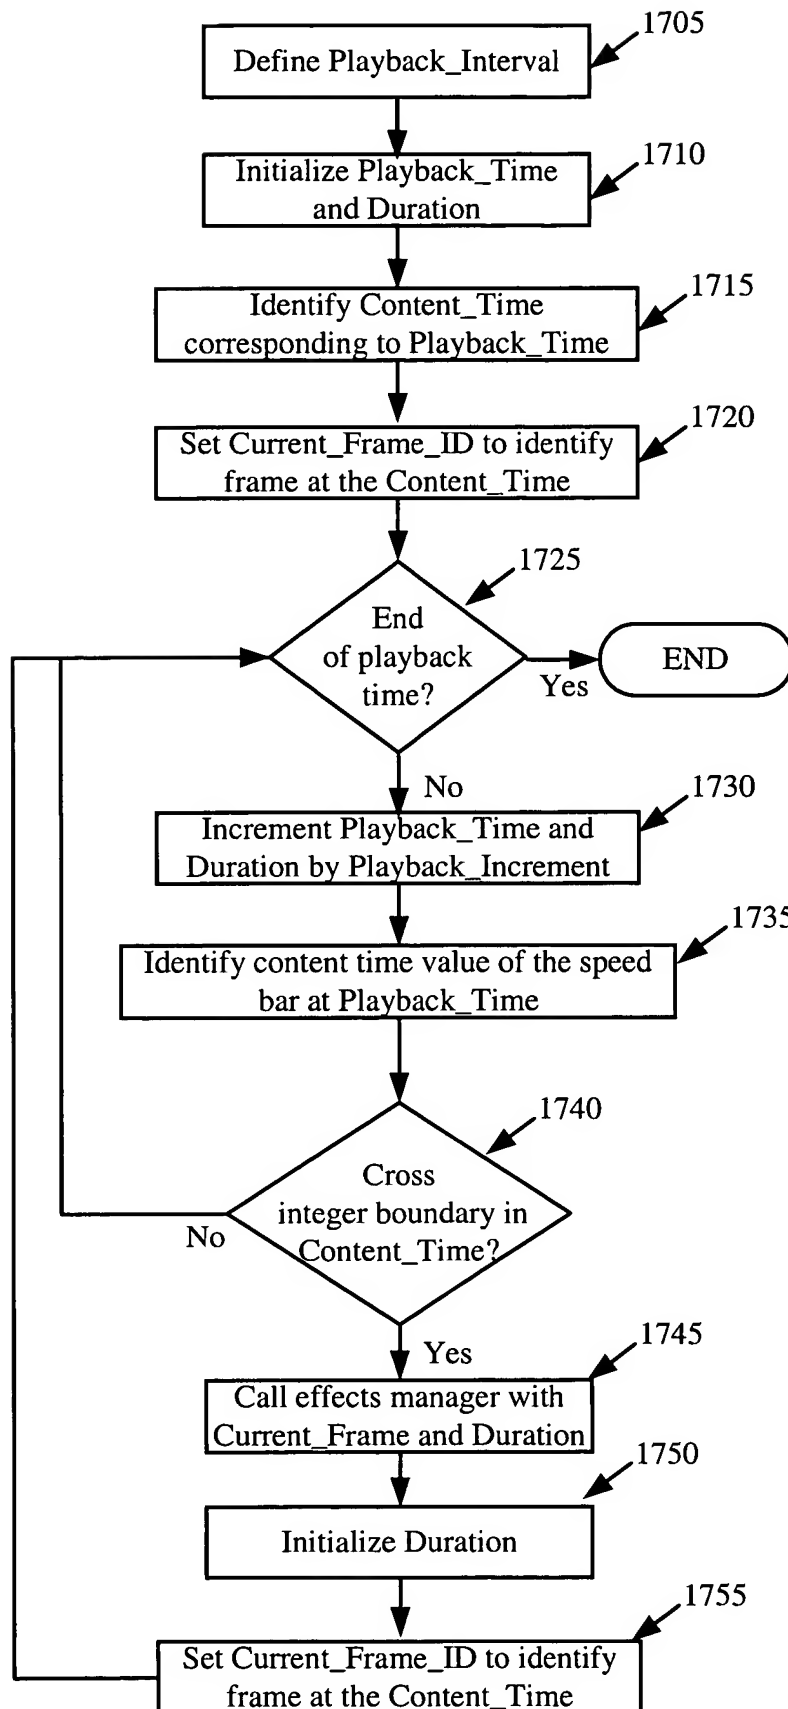 1705
Define Playback_Interval
1710
Initialize Playback_Time
and Duration
1715
Identify Content_Time
corresponding to Playback_Time
1720
Set Current_Frame_ID to identify
frame at the Content_Time
1725
End
of playback
time?
END
Yes
No
1730
Increment Playback_Time and
Duration by Playback_Increment
1735
Identify content time value of the speed
bar at Playback_Time
1740
Cross
integer boundary in
Content_Time?
No
Yes
1745
Call effects manager with
Current_Frame and Duration
1750
Initialize Duration
1755
Set Current_Frame_ID to identify
frame at the Content_Time